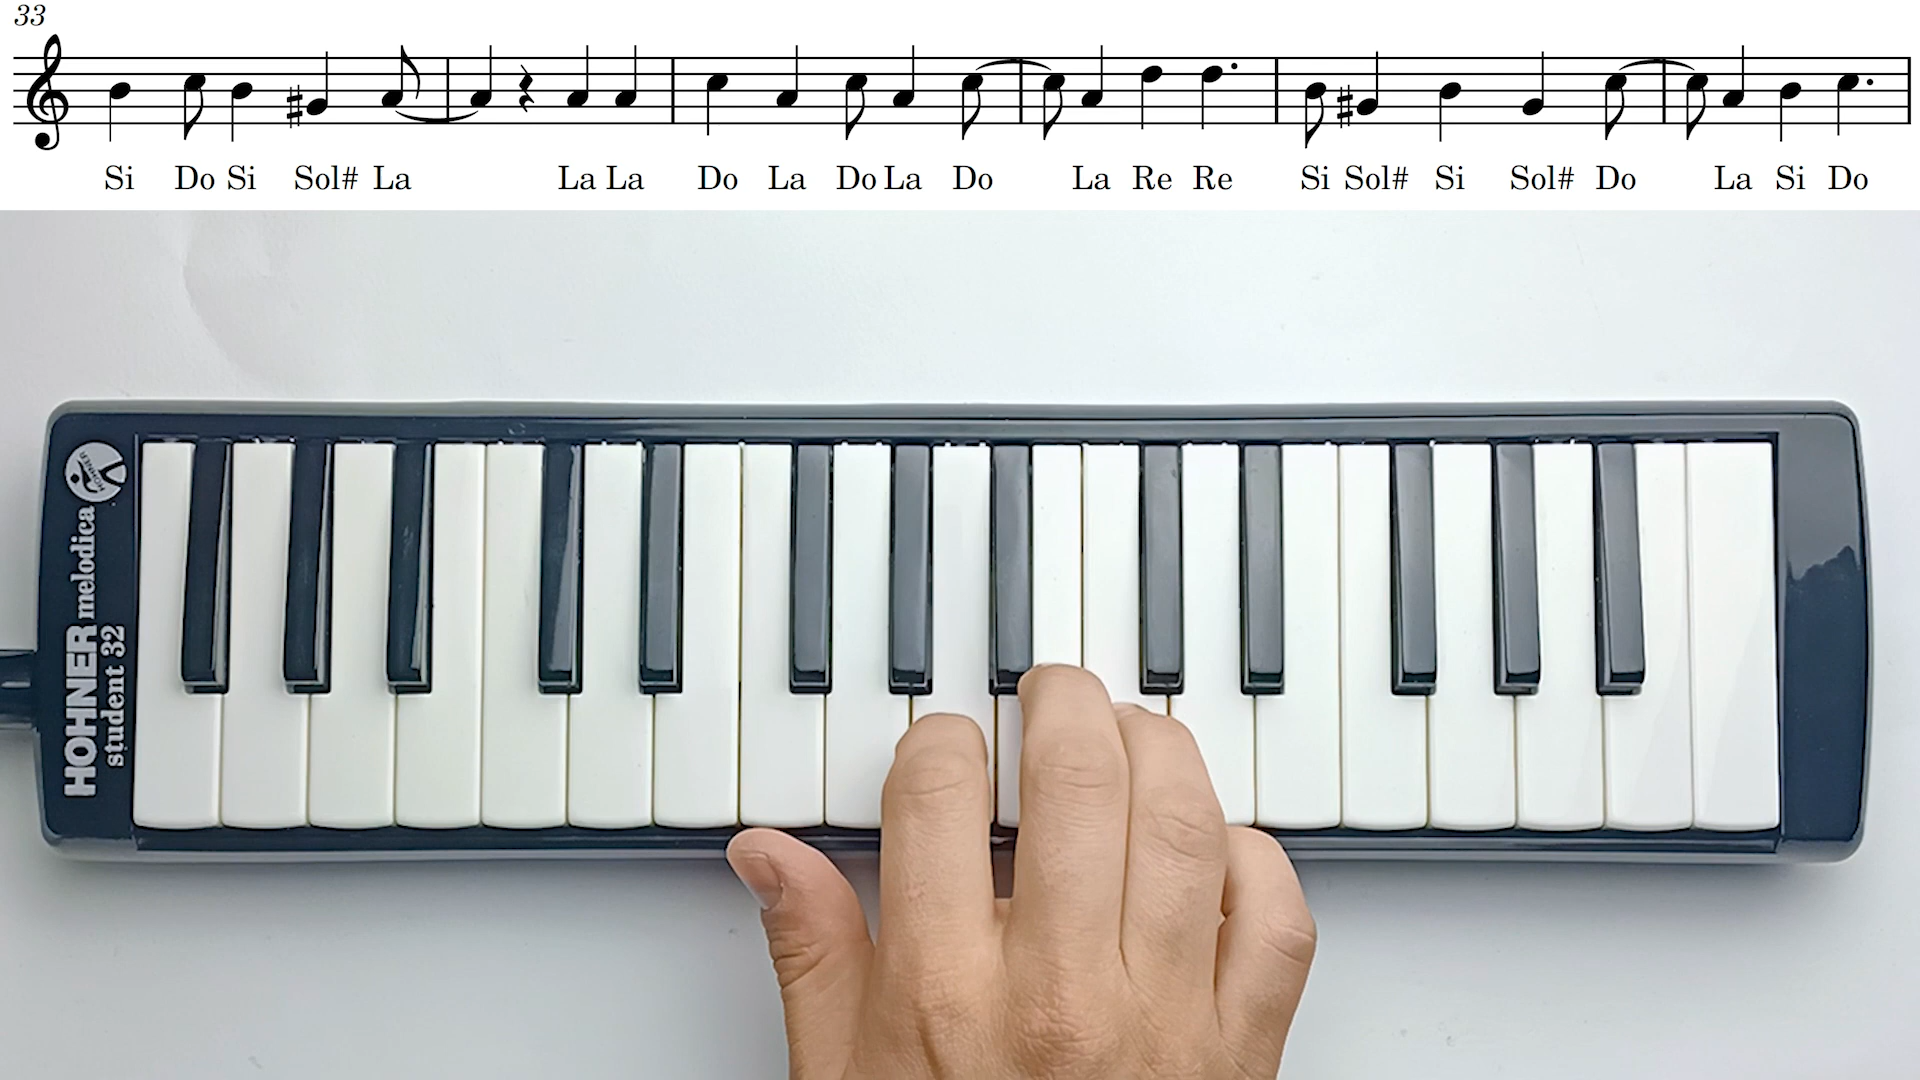 33
Si Do Si Sol# La La La Do La Do La Do La Re Re Si Sol# Si Sol# Do La Si Do
HOHNER melodica
student 32
HOHNER